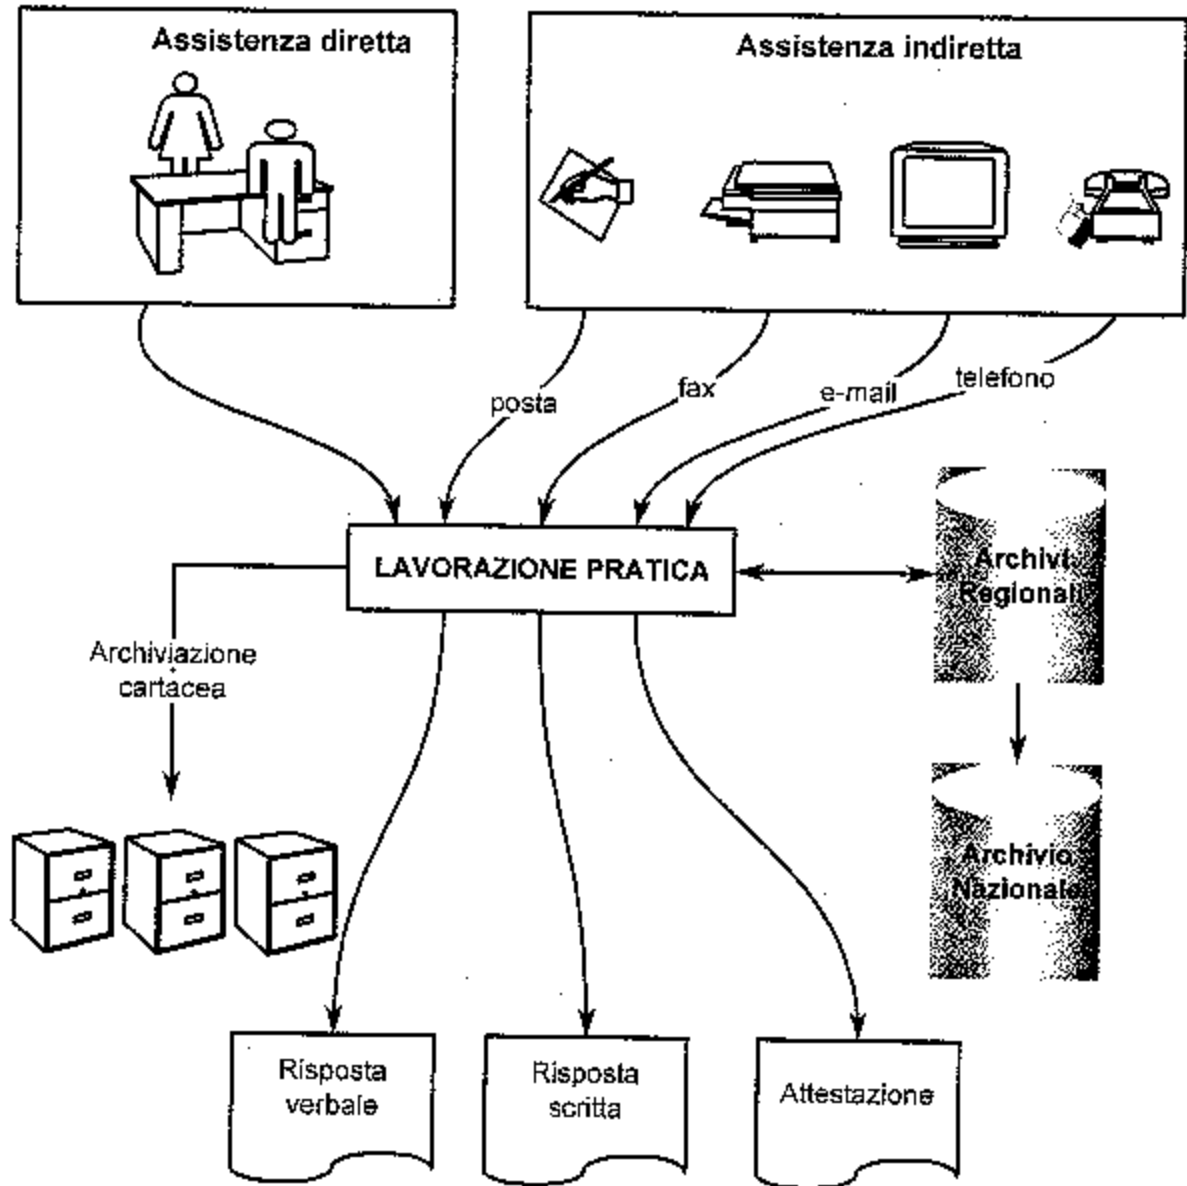 Assistenza diretta
Assistenza indiretta
posta
fax
e-mail
telefono
LAVORAZIONE PRATICA
Archivi
Regionali
Archiviazione
cartacea
Archivio
Nazionale
Risposta
verbale
Risposta
scritta
Attestazione